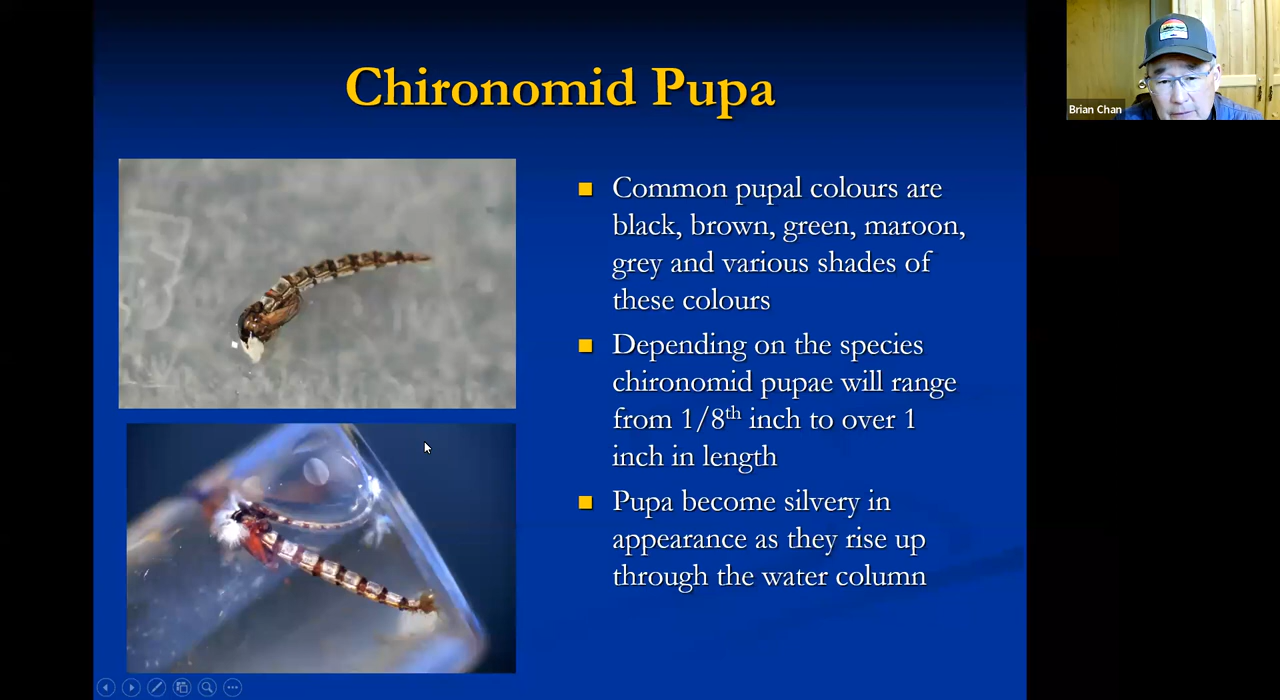 Chironomid Pupa
Brian Chan
Common pupal colours are
black, brown, green, maroon,
grey and various shades of
these colours
Depending on the species
chironomid pupae will range
from 1/8th inch to over 1
inch in length
Pupa become silvery in
appearance as they rise up
through the water column